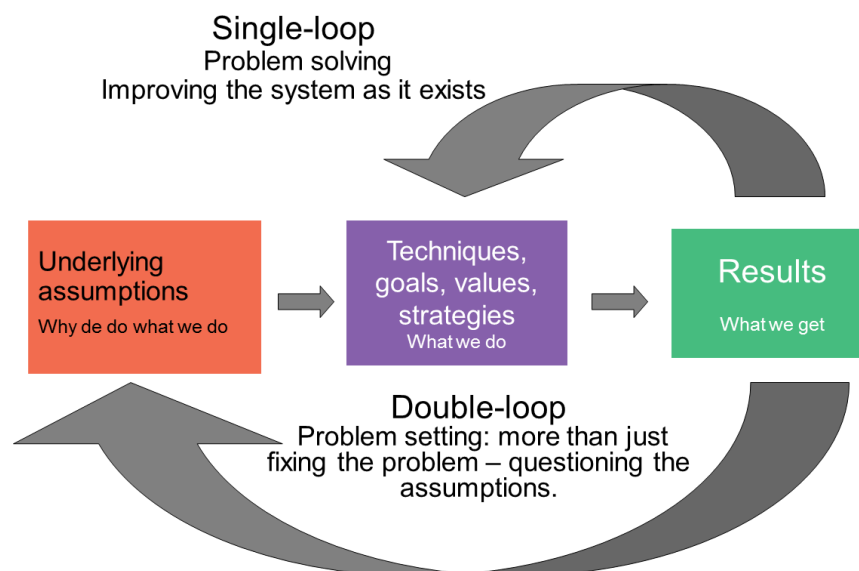 Single-loop
Problem solving
Improving the system as it exists
Underlying
assumptions
Why de do what we do
Techniques,
goals, values,
strategies
What we do
Results
What we get
Double-loop
Problem setting: more than just
fixing the problem – questioning the
assumptions.